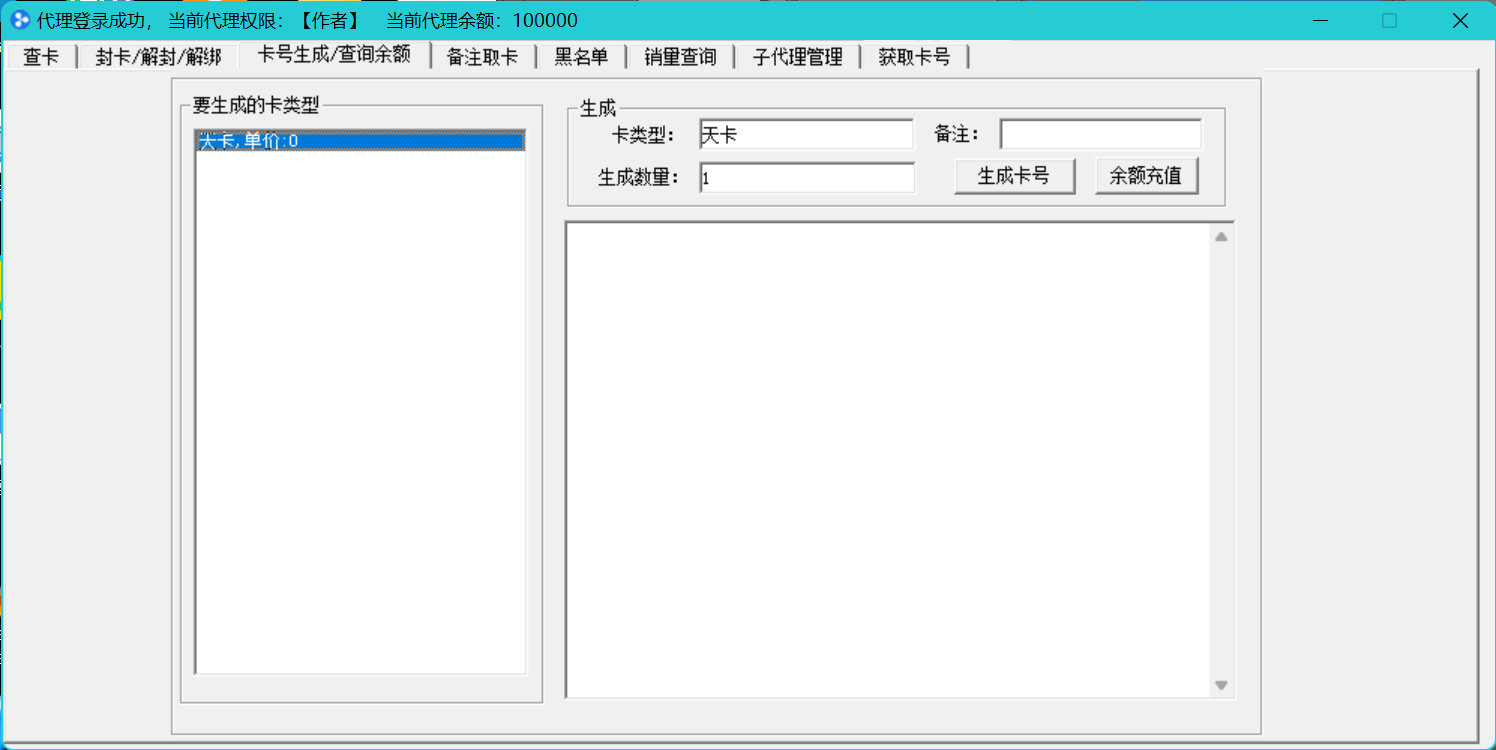 代理登录成功，当前代理权限：【作者】 当前代理余额：100000
查卡 封卡/解封/解绑 卡号生成/查询余额 备注取卡 黑名单 销量查询 子代理管理 获取卡号
要生成的卡类型
天卡,单价:0
生成
卡类型： 天卡 备注：
生成数量： 1 生成卡号 余额充值